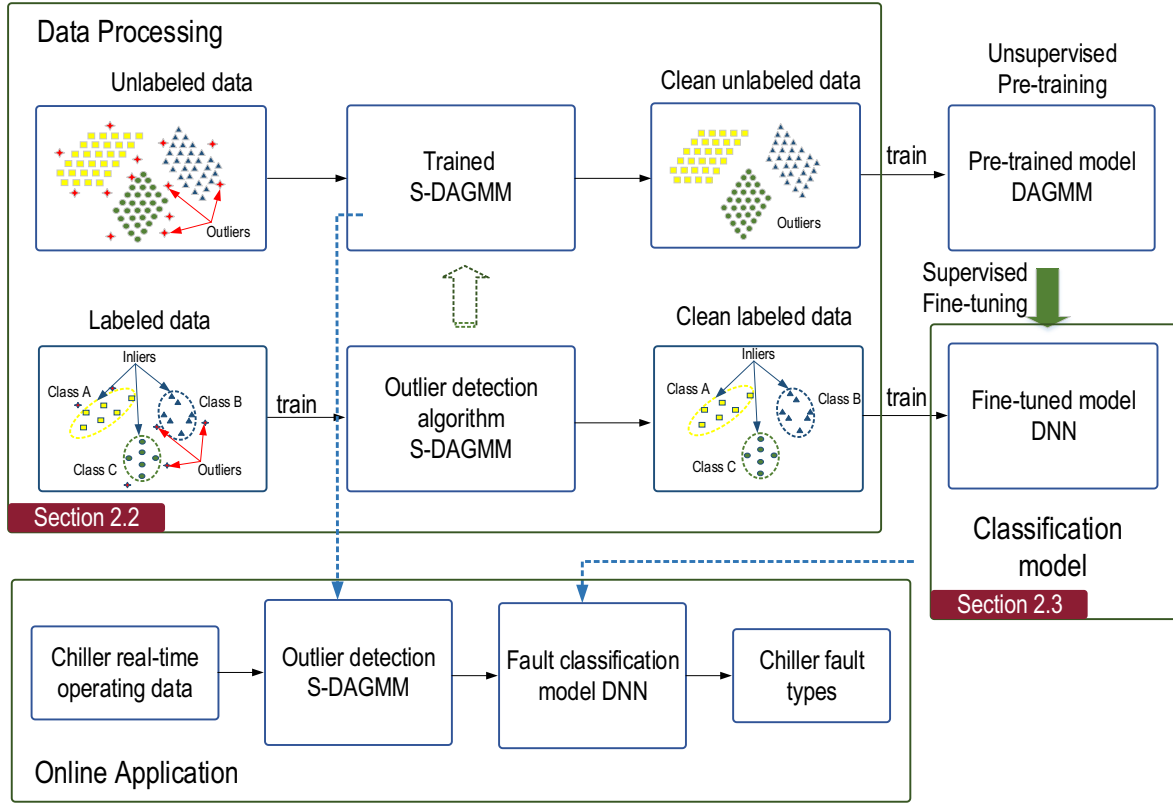 Data Processing
Unlabeled data
Outliers
Trained
S-DAGMM
Clean unlabeled data
Outliers
train
Unsupervised
Pre-training
Pre-trained model
DAGMM
Supervised
Fine-tuning
Labeled data
Inliers
Class A
Class B
Class C
Outliers
train
Outlier detection
algorithm
S-DAGMM
Clean labeled data
Inliers
Class A
Class B
Class C
train
Fine-tuned model
DNN
Classification
model
Section 2.2
Section 2.3
Chiller real-time
operating data
Outlier detection
S-DAGMM
Fault classification
model DNN
Chiller fault
types
Online Application